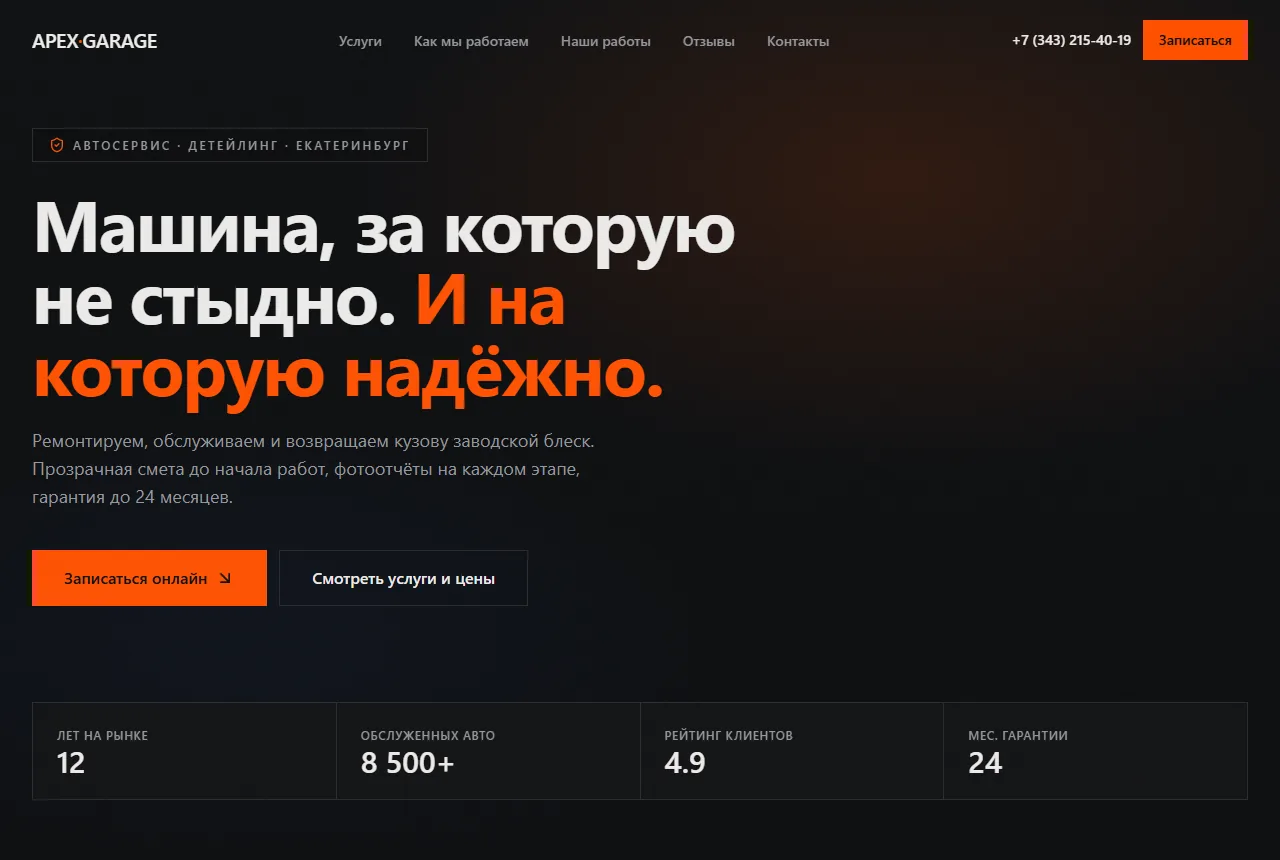 APEX·GARAGE
Услуги
Как мы работаем
Наши работы
Отзывы
Контакты
+7 (343) 215-40-19
Записаться
АВТОСЕРВИС · ДЕТЕЙЛИНГ · ЕКАТЕРИНБУРГ
Машина, за которую
не стыдно. И на
которую надёжно.
Ремонтируем, обслуживаем и возвращаем кузову заводской блеск.
Прозрачная смета до начала работ, фотоотчёты на каждом этапе,
гарантия до 24 месяцев.
Записаться онлайн
Смотреть услуги и цены
ЛЕТ НА РЫНКЕ
12
ОБСЛУЖЕННЫХ АВТО
8 500+
РЕЙТИНГ КЛИЕНТОВ
4.9
МЕС. ГАРАНТИИ
24